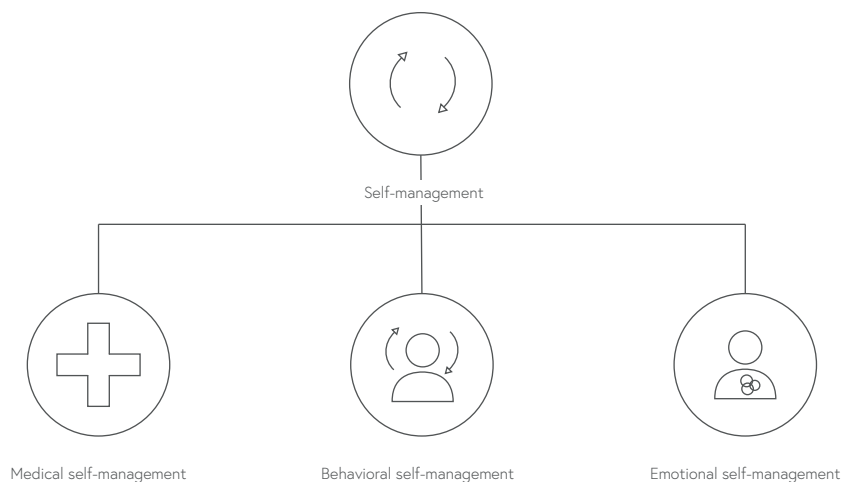 Self-management
Medical self-management
Behavioral self-management
Emotional self-management